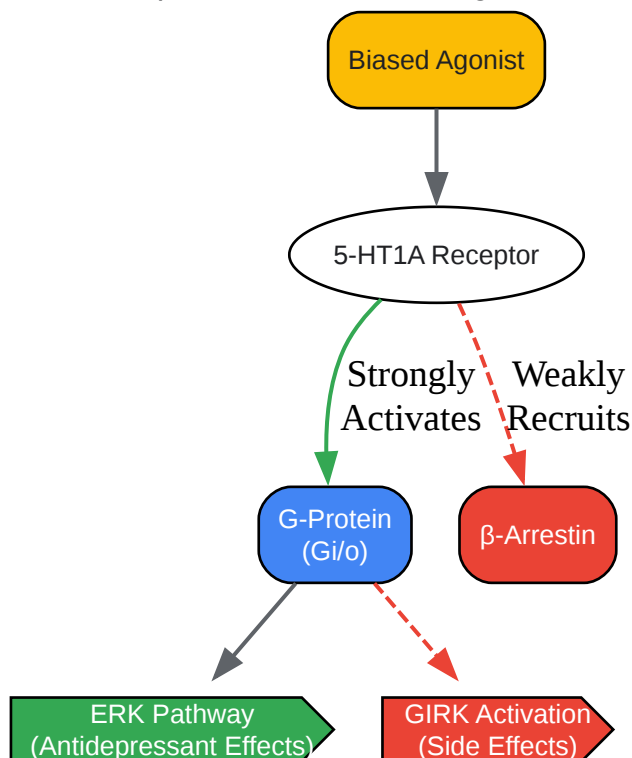 Biased Agonist
5-HT1A Receptor
Strongly
Activates
Weakly
Recruits
G-Protein
(Gi/o)
β-Arrestin
ERK Pathway
(Antidepressant Effects)
GIRK Activation
(Side Effects)